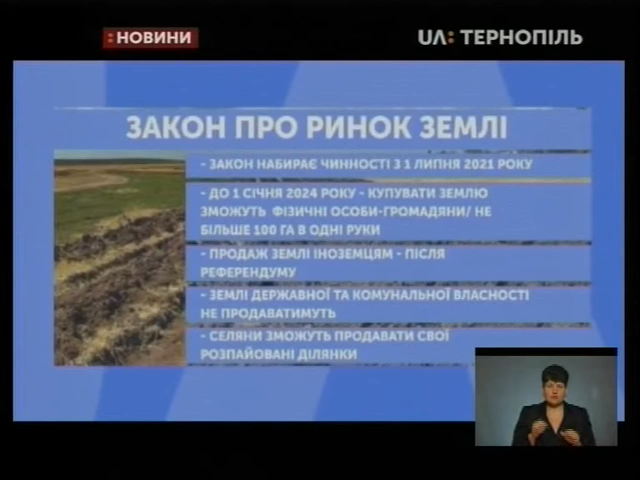 :НОВИНИ
UA: ТЕРНОПІЛЬ
ЗАКОН ПРО РИНОК ЗЕМЛІ
- ЗАКОН НАБИРАЄ ЧИННОСТІ З 1 ЛИПНЯ 2021 РОКУ
- ДО 1 СІЧНЯ 2024 РОКУ - КУПУВАТИ ЗЕМЛЮ
ЗМОЖУТЬ ФІЗИЧНІ ОСОБИ-ГРОМАДЯНИ/ НЕ
БІЛЬШЕ 100 ГА В ОДНІ РУКИ
- ПРОДАЖ ЗЕМЛІ ІНОЗЕМЦЯМ - ПІСЛЯ
РЕФЕРЕНДУМУ
- ЗЕМЛІ ДЕРЖАВНОЇ ТА КОМУНАЛЬНОЇ ВЛАСНОСТІ
НЕ ПРОДАВАТИМУТЬ
- СЕЛЯНИ ЗМОЖУТЬ ПРОДАВАТИ СВОЇ
РОЗПАЙОВАНІ ДІЛЯНКИ